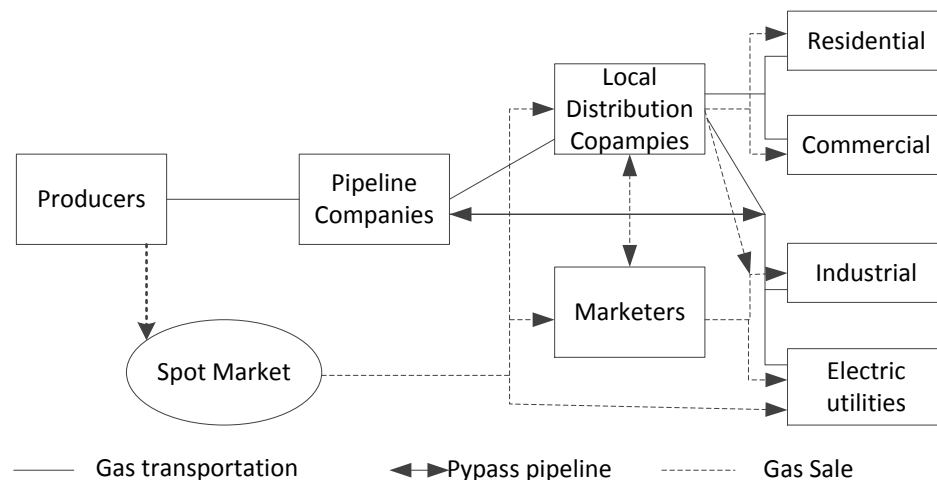 Residential
Local
Distribution
Copampies
Commercial
Producers
Pipeline
Companies
Industrial
Marketers
Spot Market
Electric
utilities
Gas transportation
Pypass pipeline
Gas Sale